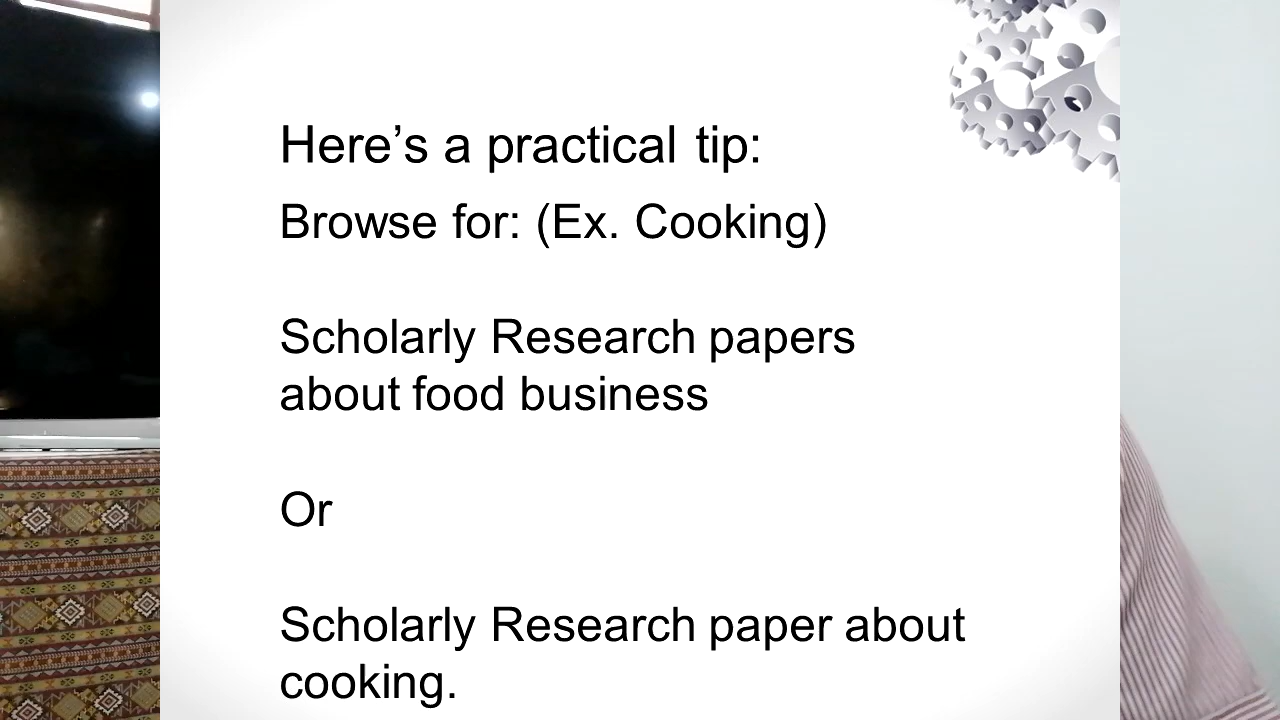 Here’s a practical tip:
Browse for: (Ex. Cooking)
Scholarly Research papers
about food business
Or
Scholarly Research paper about
cooking.